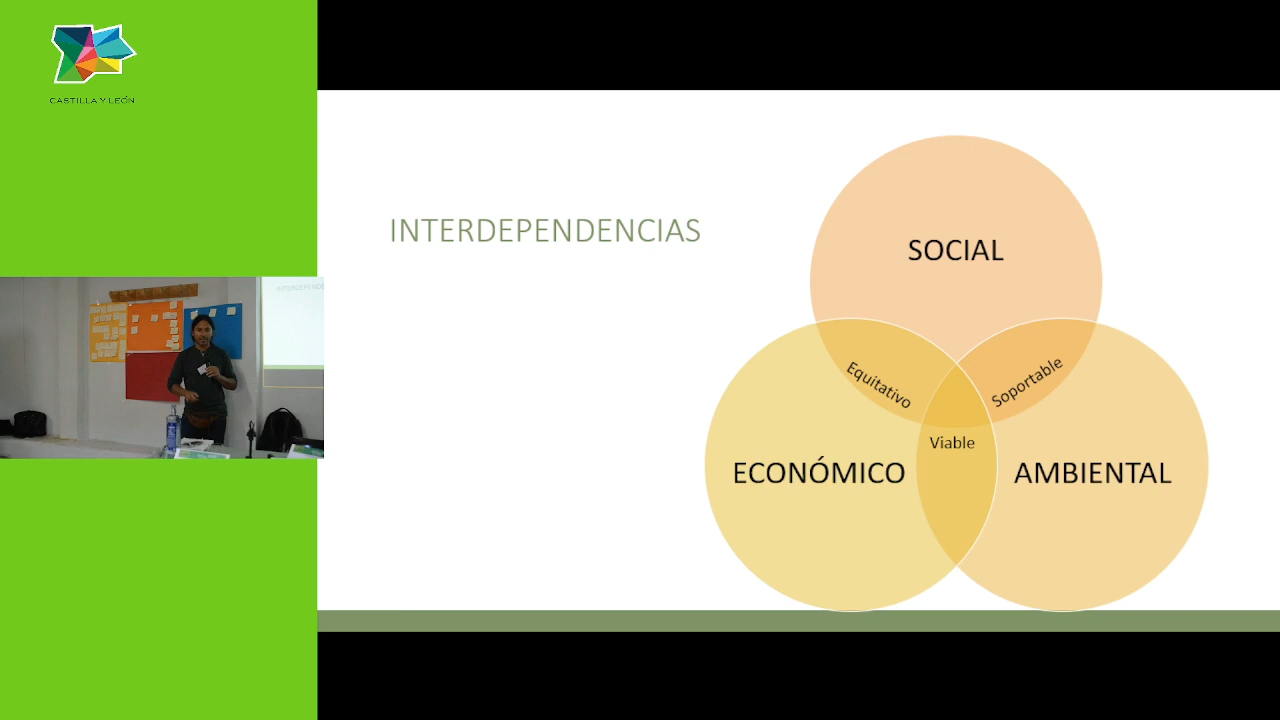 CASTILLA Y LEÓN
INTERDEPENDENCIAS
SOCIAL
Equitativo
Soportable
Viable
ECONÓMICO
AMBIENTAL